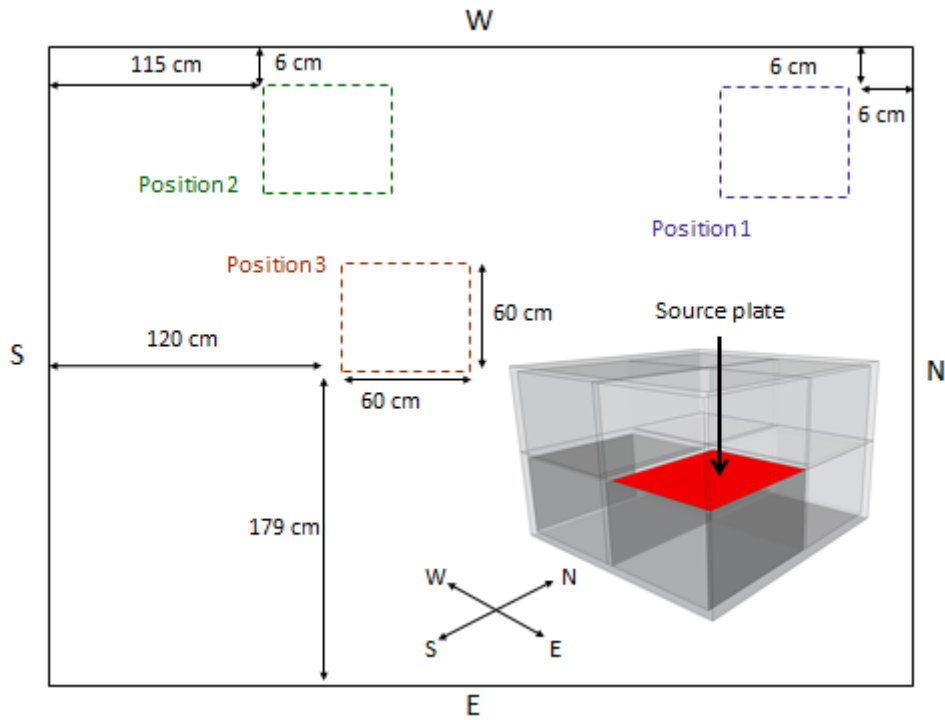 W
115 cm
6 cm
6 cm
6 cm
Position 2
Position 1
Position 3
60 cm
Source plate
120 cm
S
N
60 cm
179 cm
W
N
S
E
E